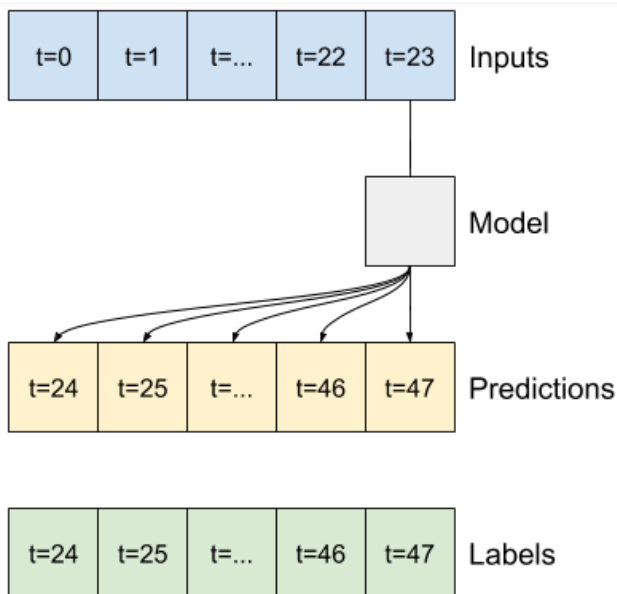 t=0 t=1 t=... t=22 t=23 Inputs
Model
t=24 t=25 t=... t=46 t=47 Predictions
t=24 t=25 t=... t=46 t=47 Labels